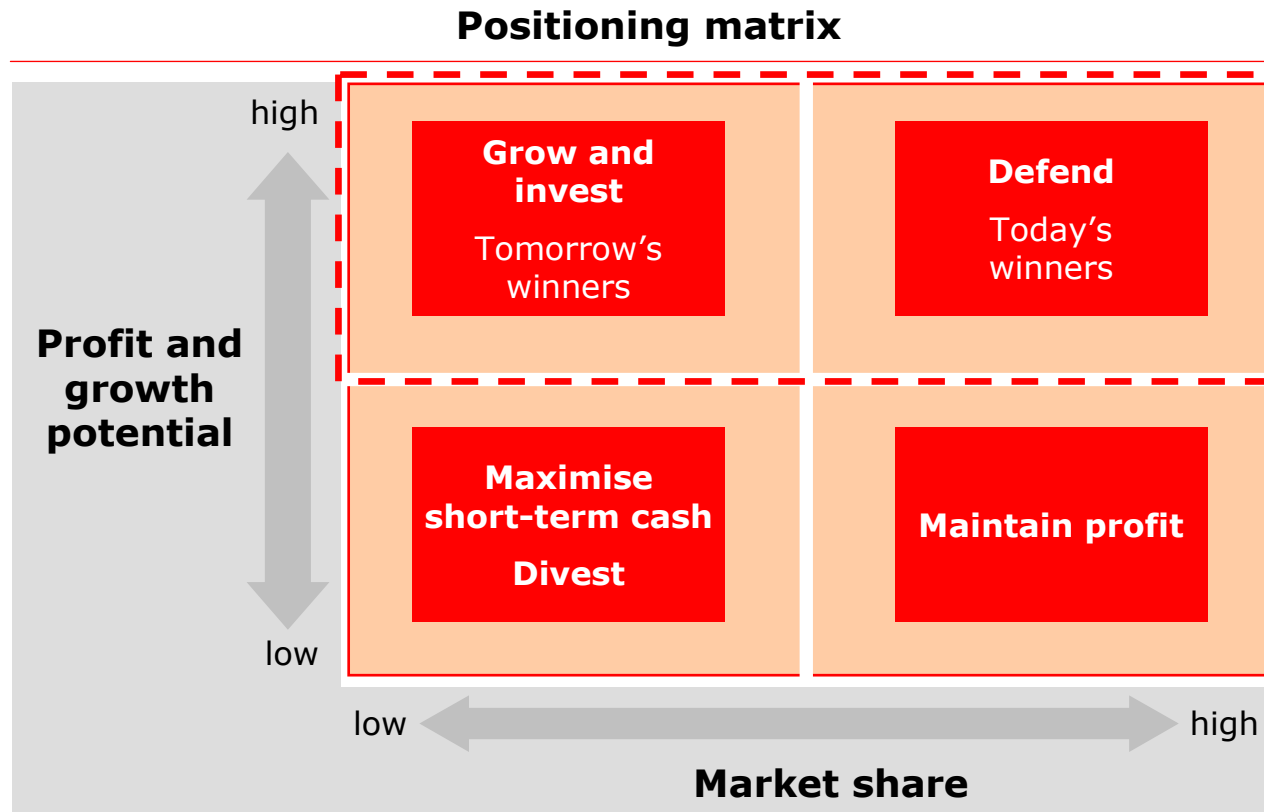 Positioning matrix
high
Grow and
invest
Tomorrow’s
winners
Defend
Today’s
winners
Profit and
growth
potential
Maximise
short-term cash
Divest
Maintain profit
low
low
high
Market share